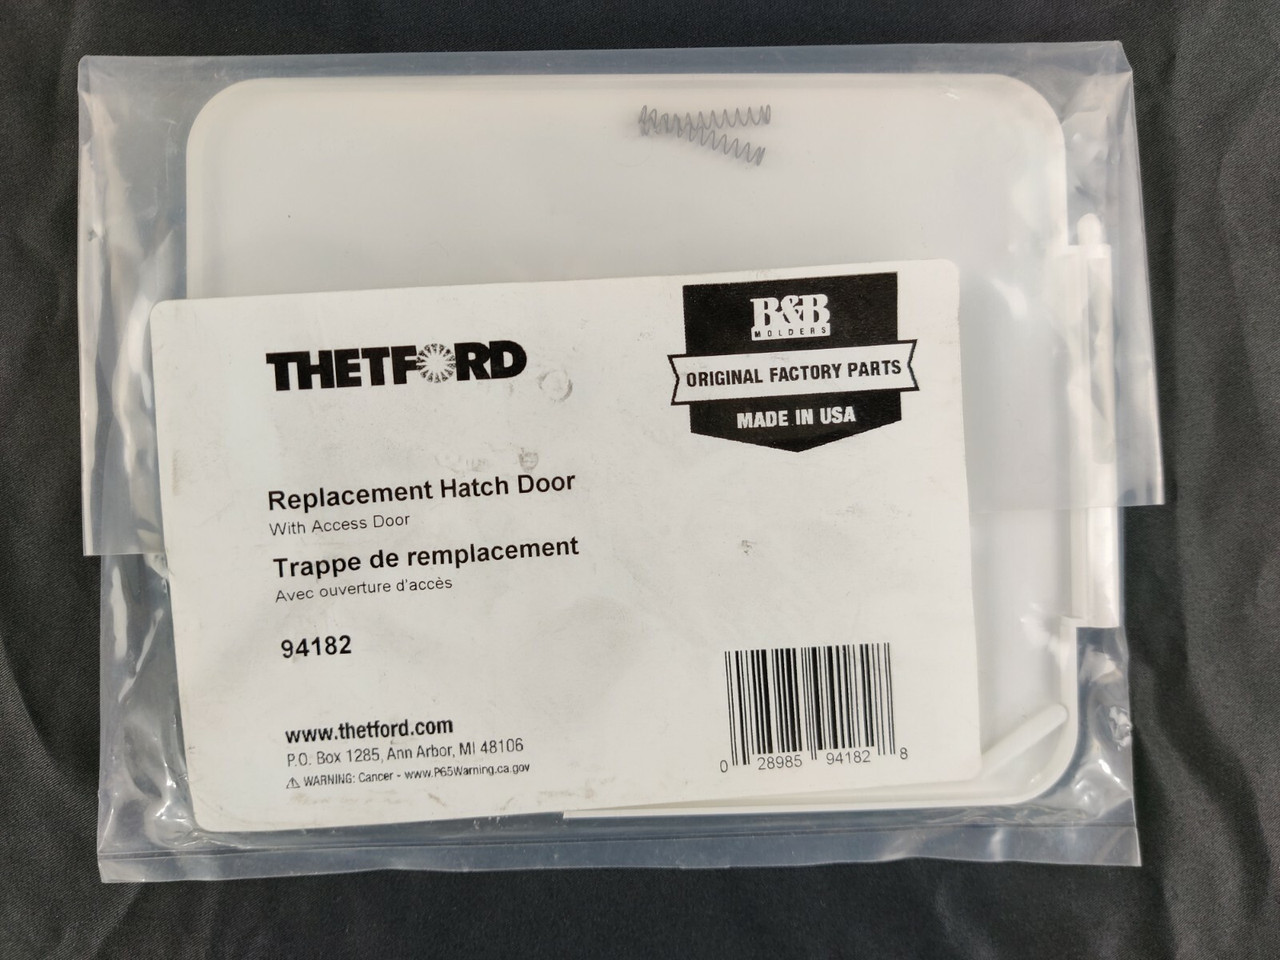 THETFORD
B&B
MOLDERS
ORIGINAL FACTORY PARTS
MADE IN USA
Replacement Hatch Door
With Access Door
Trappe de remplacement
Avec ouverture d'accès
94182
www.thetford.com
P.O. Box 1285, Ann Arbor, MI 48106
⚠ WARNING: Cancer - www.P65Warning.ca.gov
0 28985 94182 8